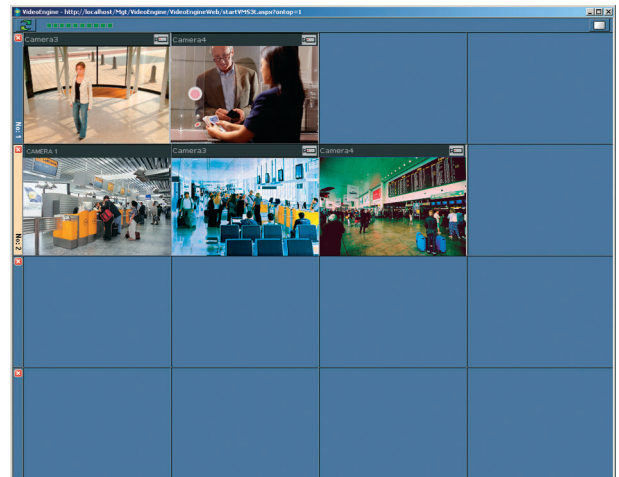 VideoEngine - http://localhost/Mgt/VideoEngine/VideoEngineWeb/startVMS3t.aspx?ontop=1
Camera3
Camera4
No:1
CAMERA 1
Camera3
Camera4
No:2